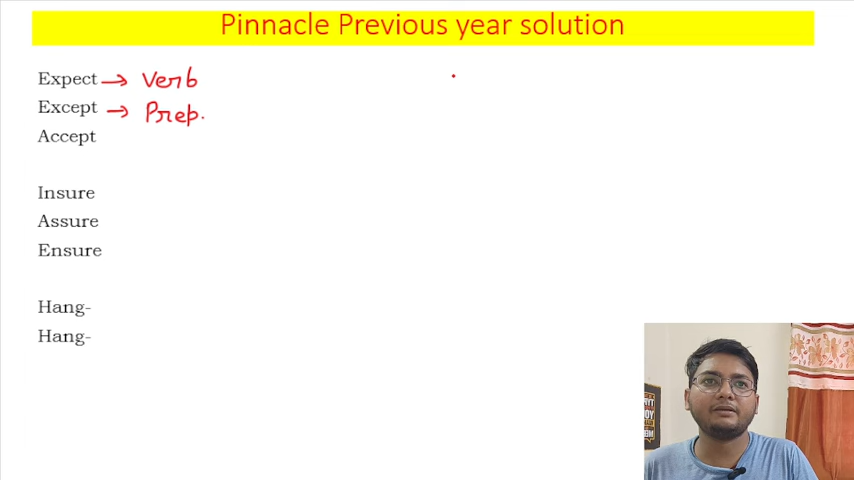 Pinnacle Previous year solution
Expect → Verb
Except → Prep.
Accept
Insure
Assure
Ensure
Hang-
Hang-